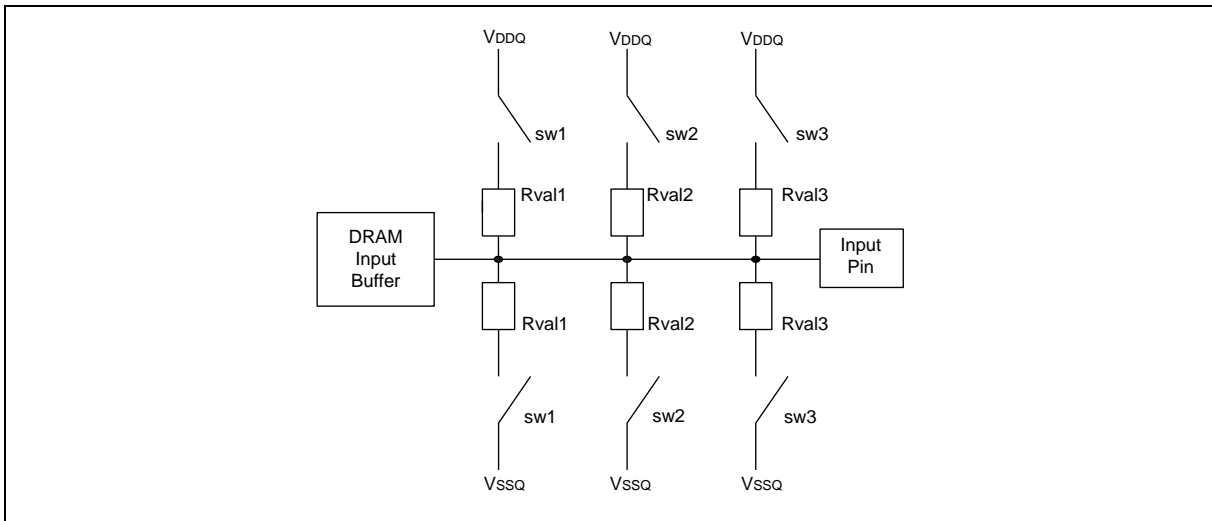 VDDQ VDDQ VDDQ
sw1 sw2 sw3
Rval1 Rval2 Rval3
DRAM
Input
Buffer
Input
Pin
Rval1 Rval2 Rval3
sw1 sw2 sw3
VSSQ VSSQ VSSQ